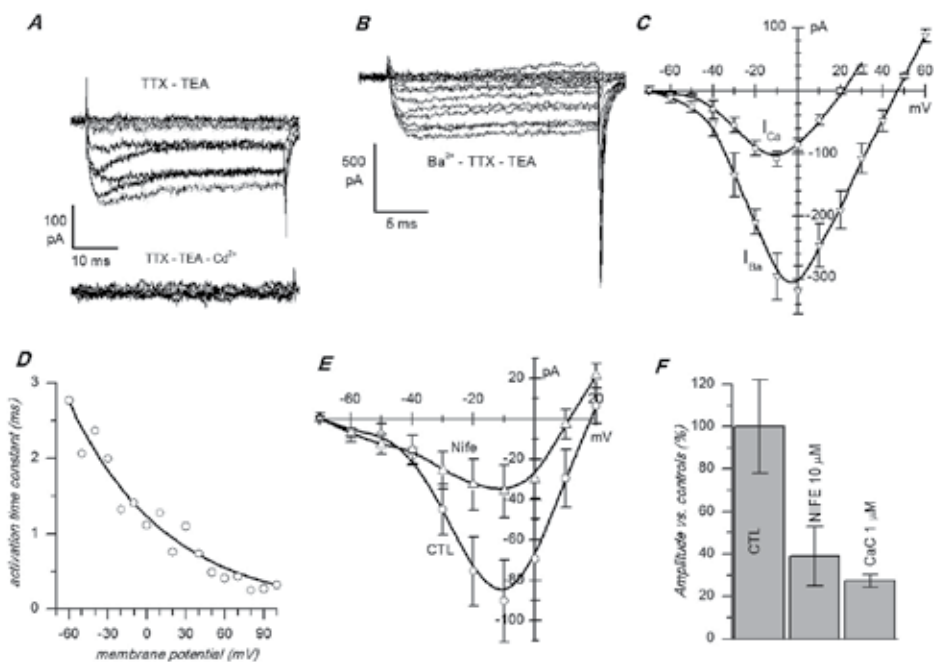 A
TTX - TEA
100
pA
10 ms
TTX - TEA - Cd²⁺
B
500
pA
5 ms
Ba²⁺ - TTX - TEA
C
100
pA
-60 -40 -20 20 40 60
mV
I Ca
-100
-200
I Ba
-300
D
3
2
1
0
activation time constant (ms)
-60 -30 0 30 60 90
membrane potential (mV)
E
20
pA
-60 -40 -20 20
mV
Nife
-20
-40
CTL
-60
-80
-100
F
120
100
80
60
40
20
0
Amplitude vs. controls (%)
CTL
NIFE 10 µM
CaC 1 µM